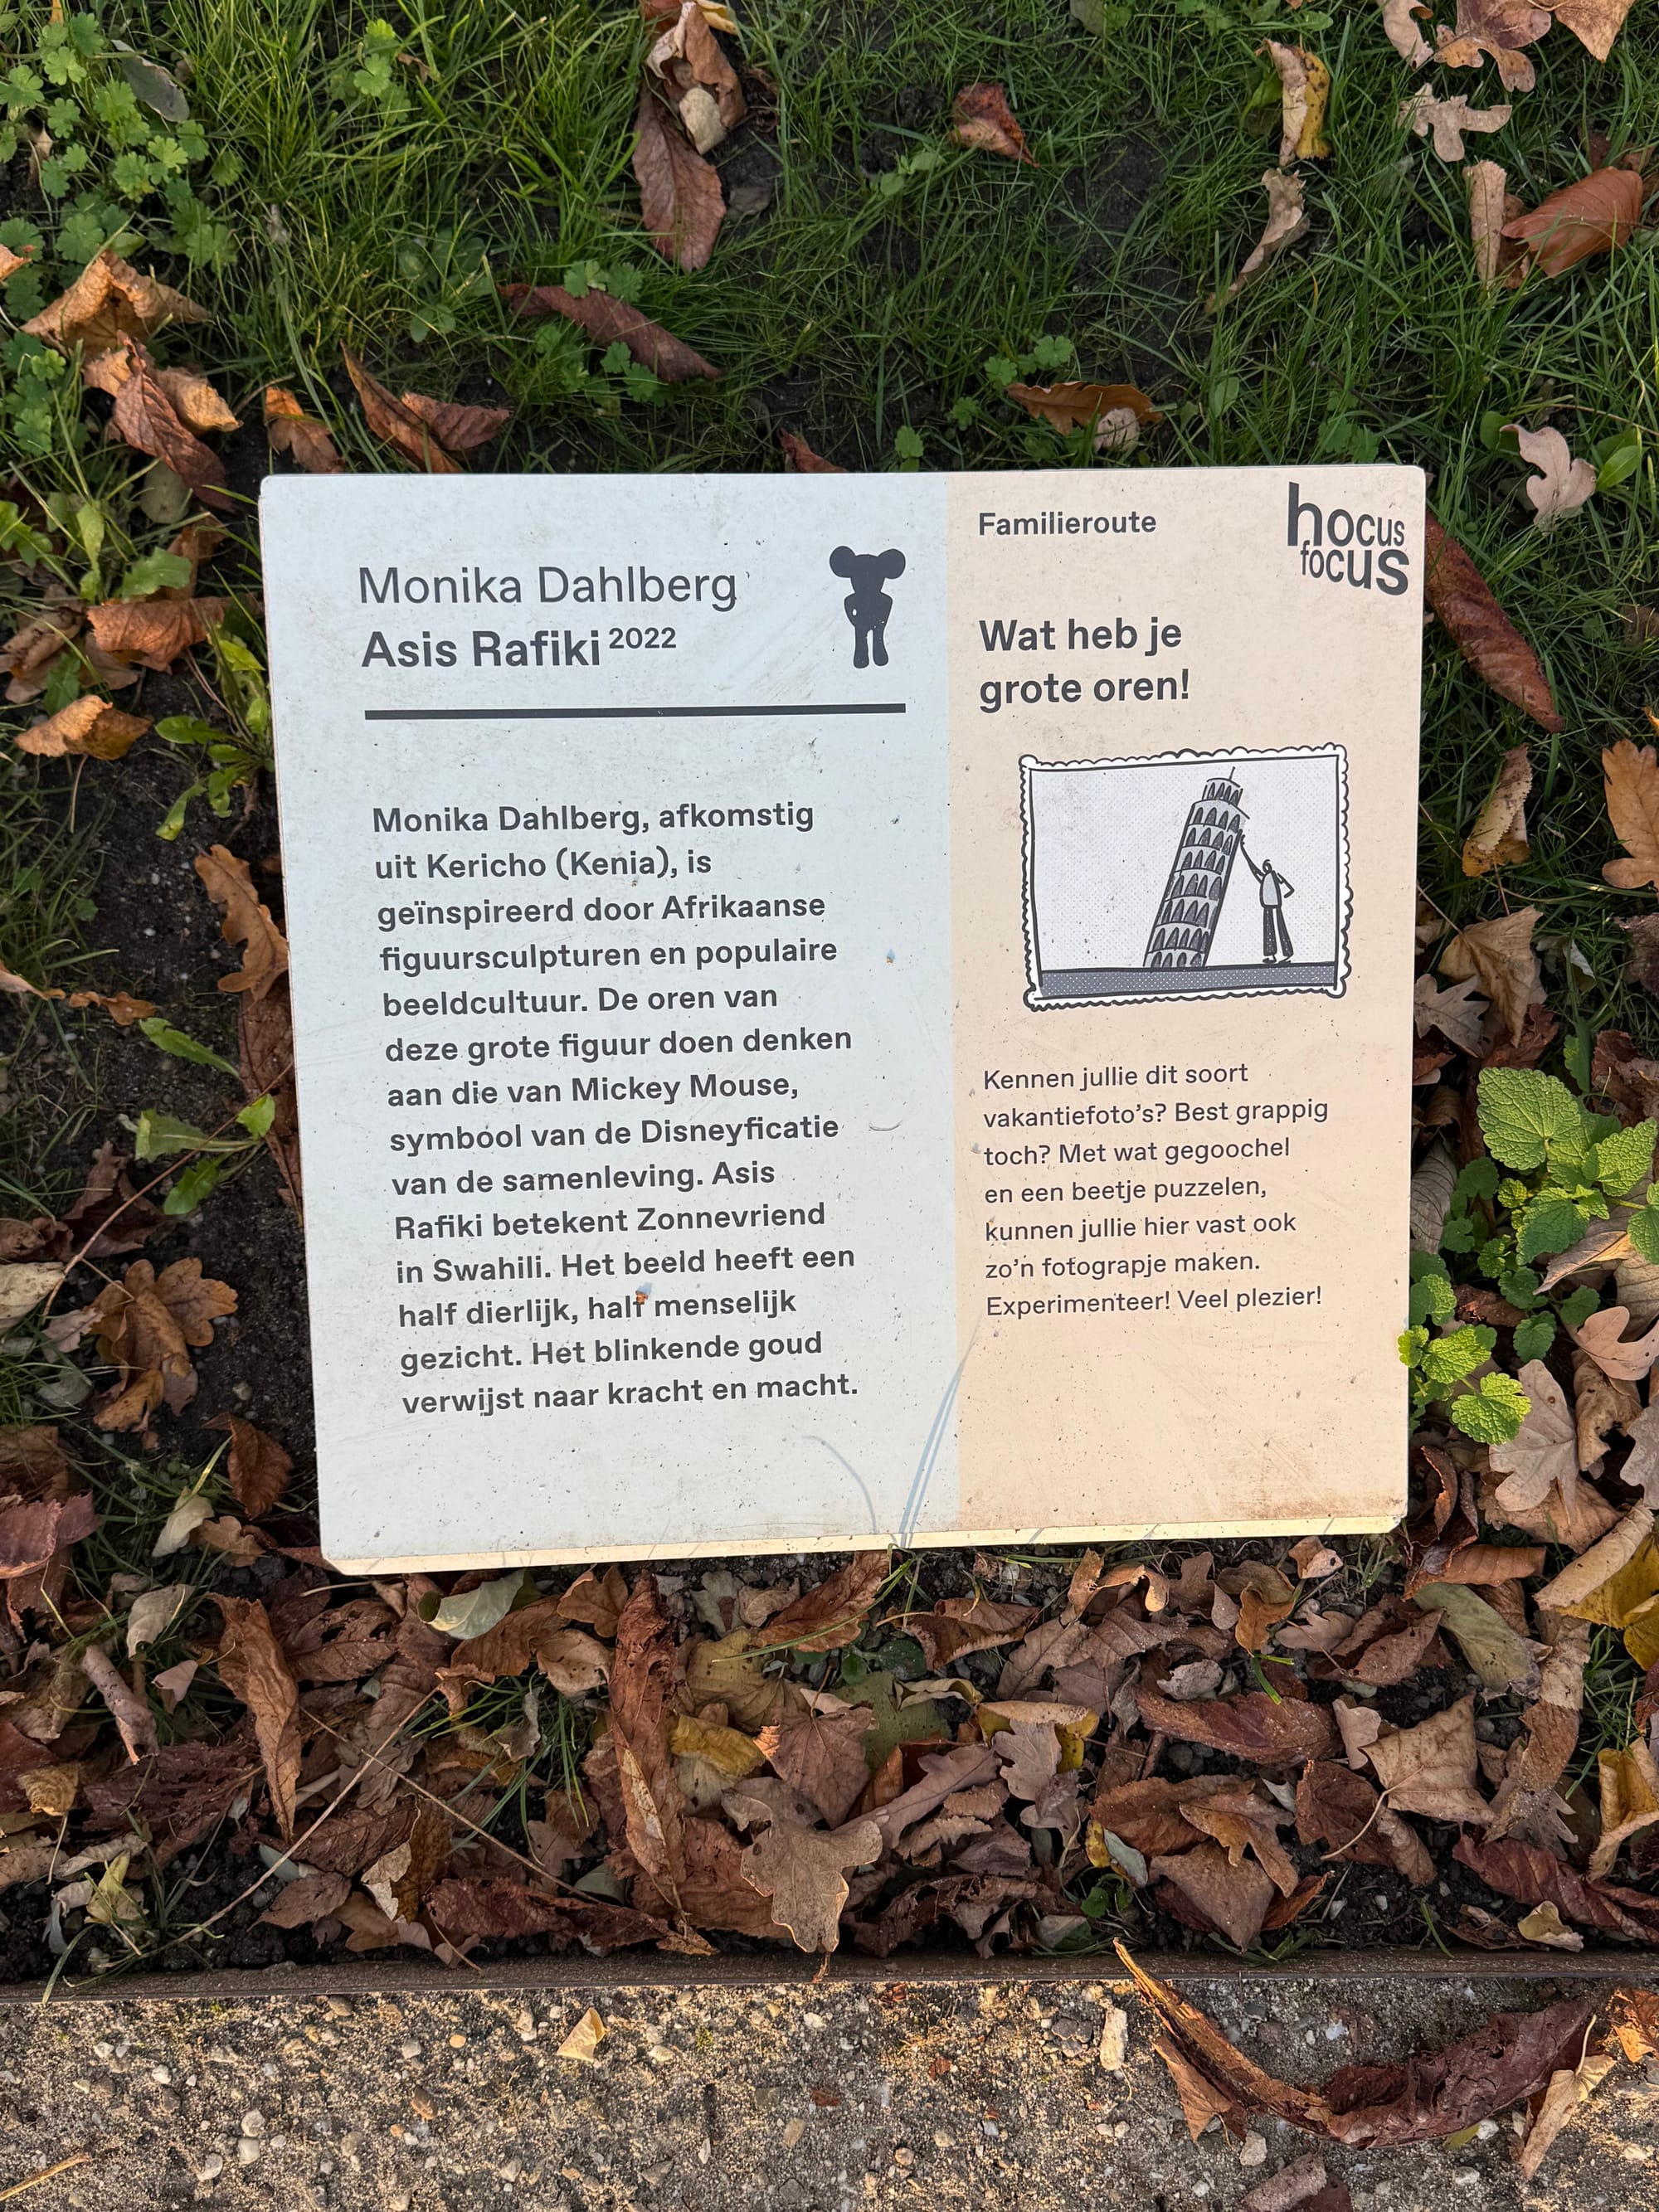 Monika Dahlberg
Asis Rafiki 2022
Monika Dahlberg, afkomstig
uit Kericho (Kenia), is
geïnspireerd door Afrikaanse
figuursculpturen en populaire
beeldcultuur. De oren van
deze grote figuur doen denken
aan die van Mickey Mouse,
symbool van de Disneyficatie
van de samenleving. Asis
Rafiki betekent Zonnevriend
in Swahili. Het beeld heeft een
half dierlijk, half menselijk
gezicht. Het blinkende goud
verwijst naar kracht en macht.
Familieroute
hocus
focus
Wat heb je
grote oren!
Kennen jullie dit soort
vakantiefoto's? Best grappig
toch? Met wat gegoochel
en een beetje puzzelen,
kunnen jullie hier vast ook
zo'n fotograpje maken.
Experimenteer! Veel plezier!